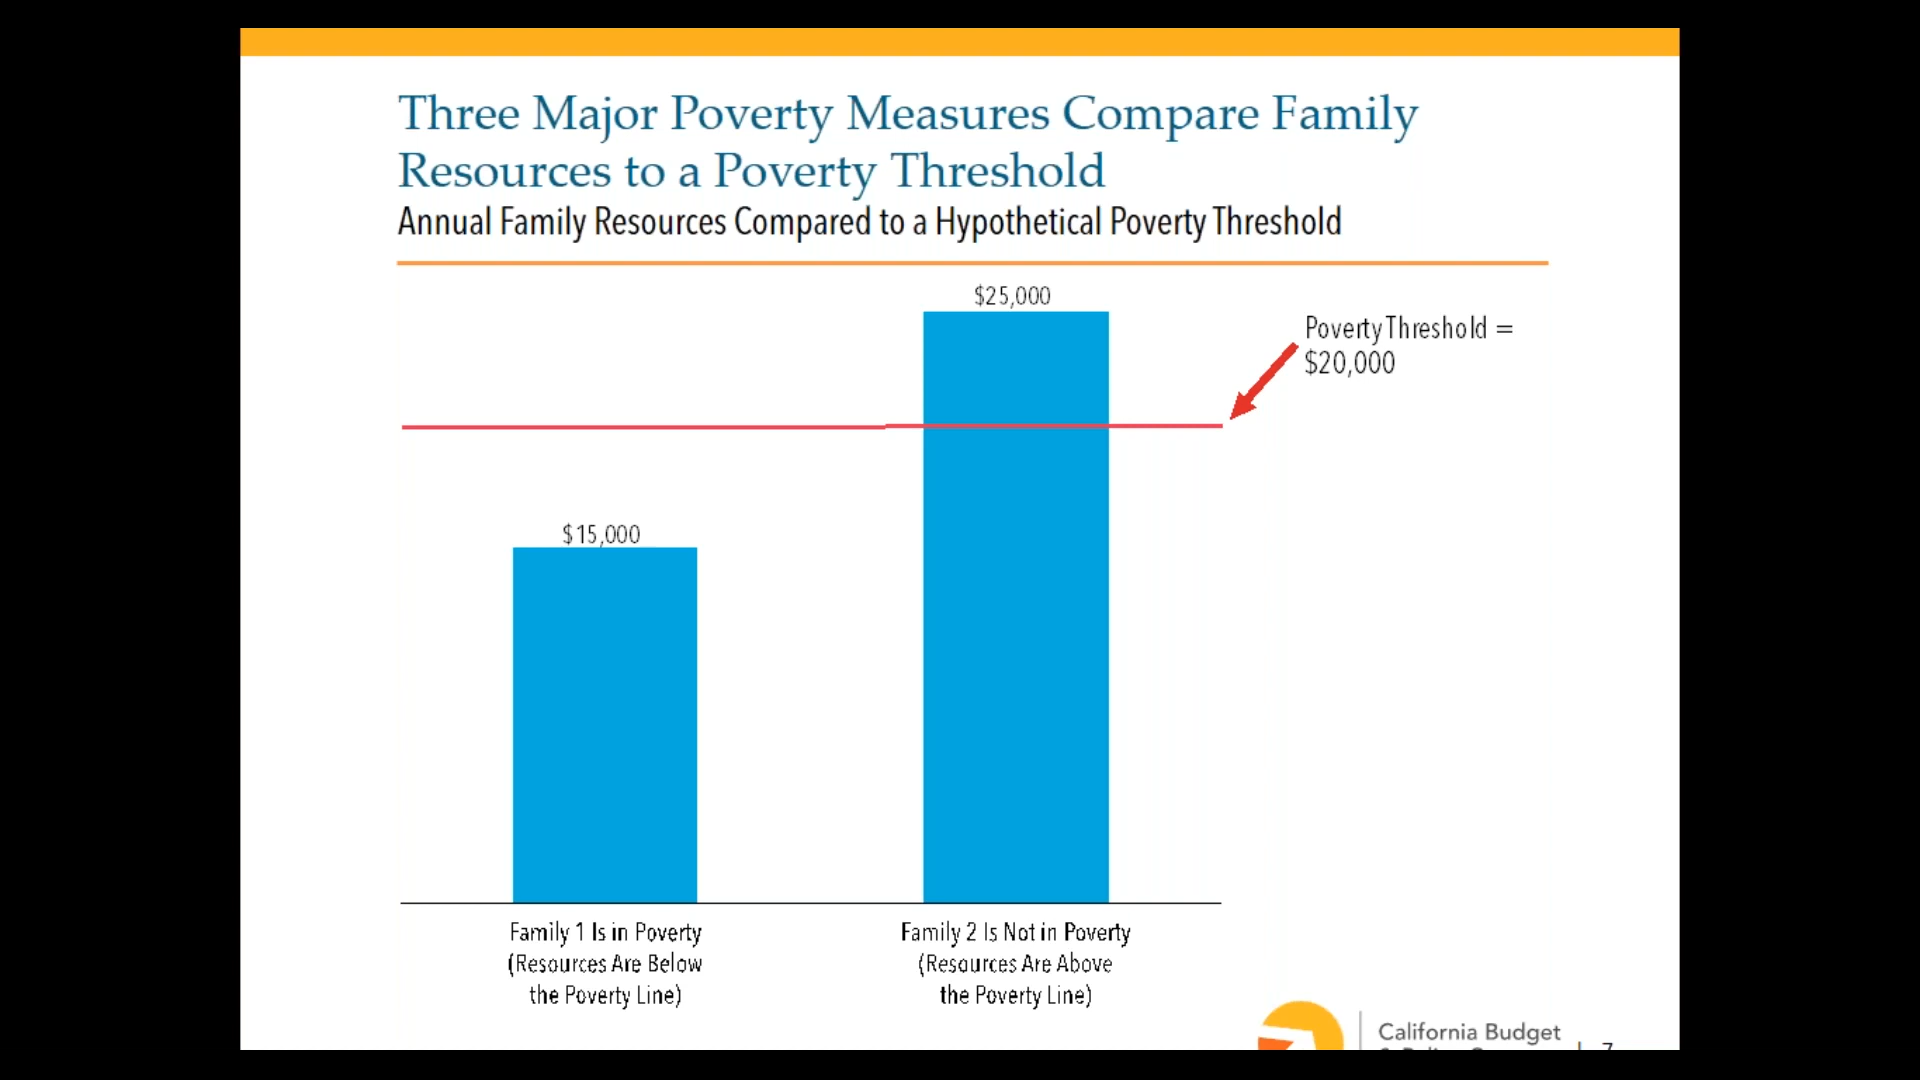 Three Major Poverty Measures Compare Family
Resources to a Poverty Threshold
Annual Family Resources Compared to a Hypothetical Poverty Threshold
$25,000
Poverty Threshold =
$20,000
$15,000
Family 1 Is in Poverty
(Resources Are Below
the Poverty Line)
Family 2 Is Not in Poverty
(Resources Are Above
the Poverty Line)
California Budget